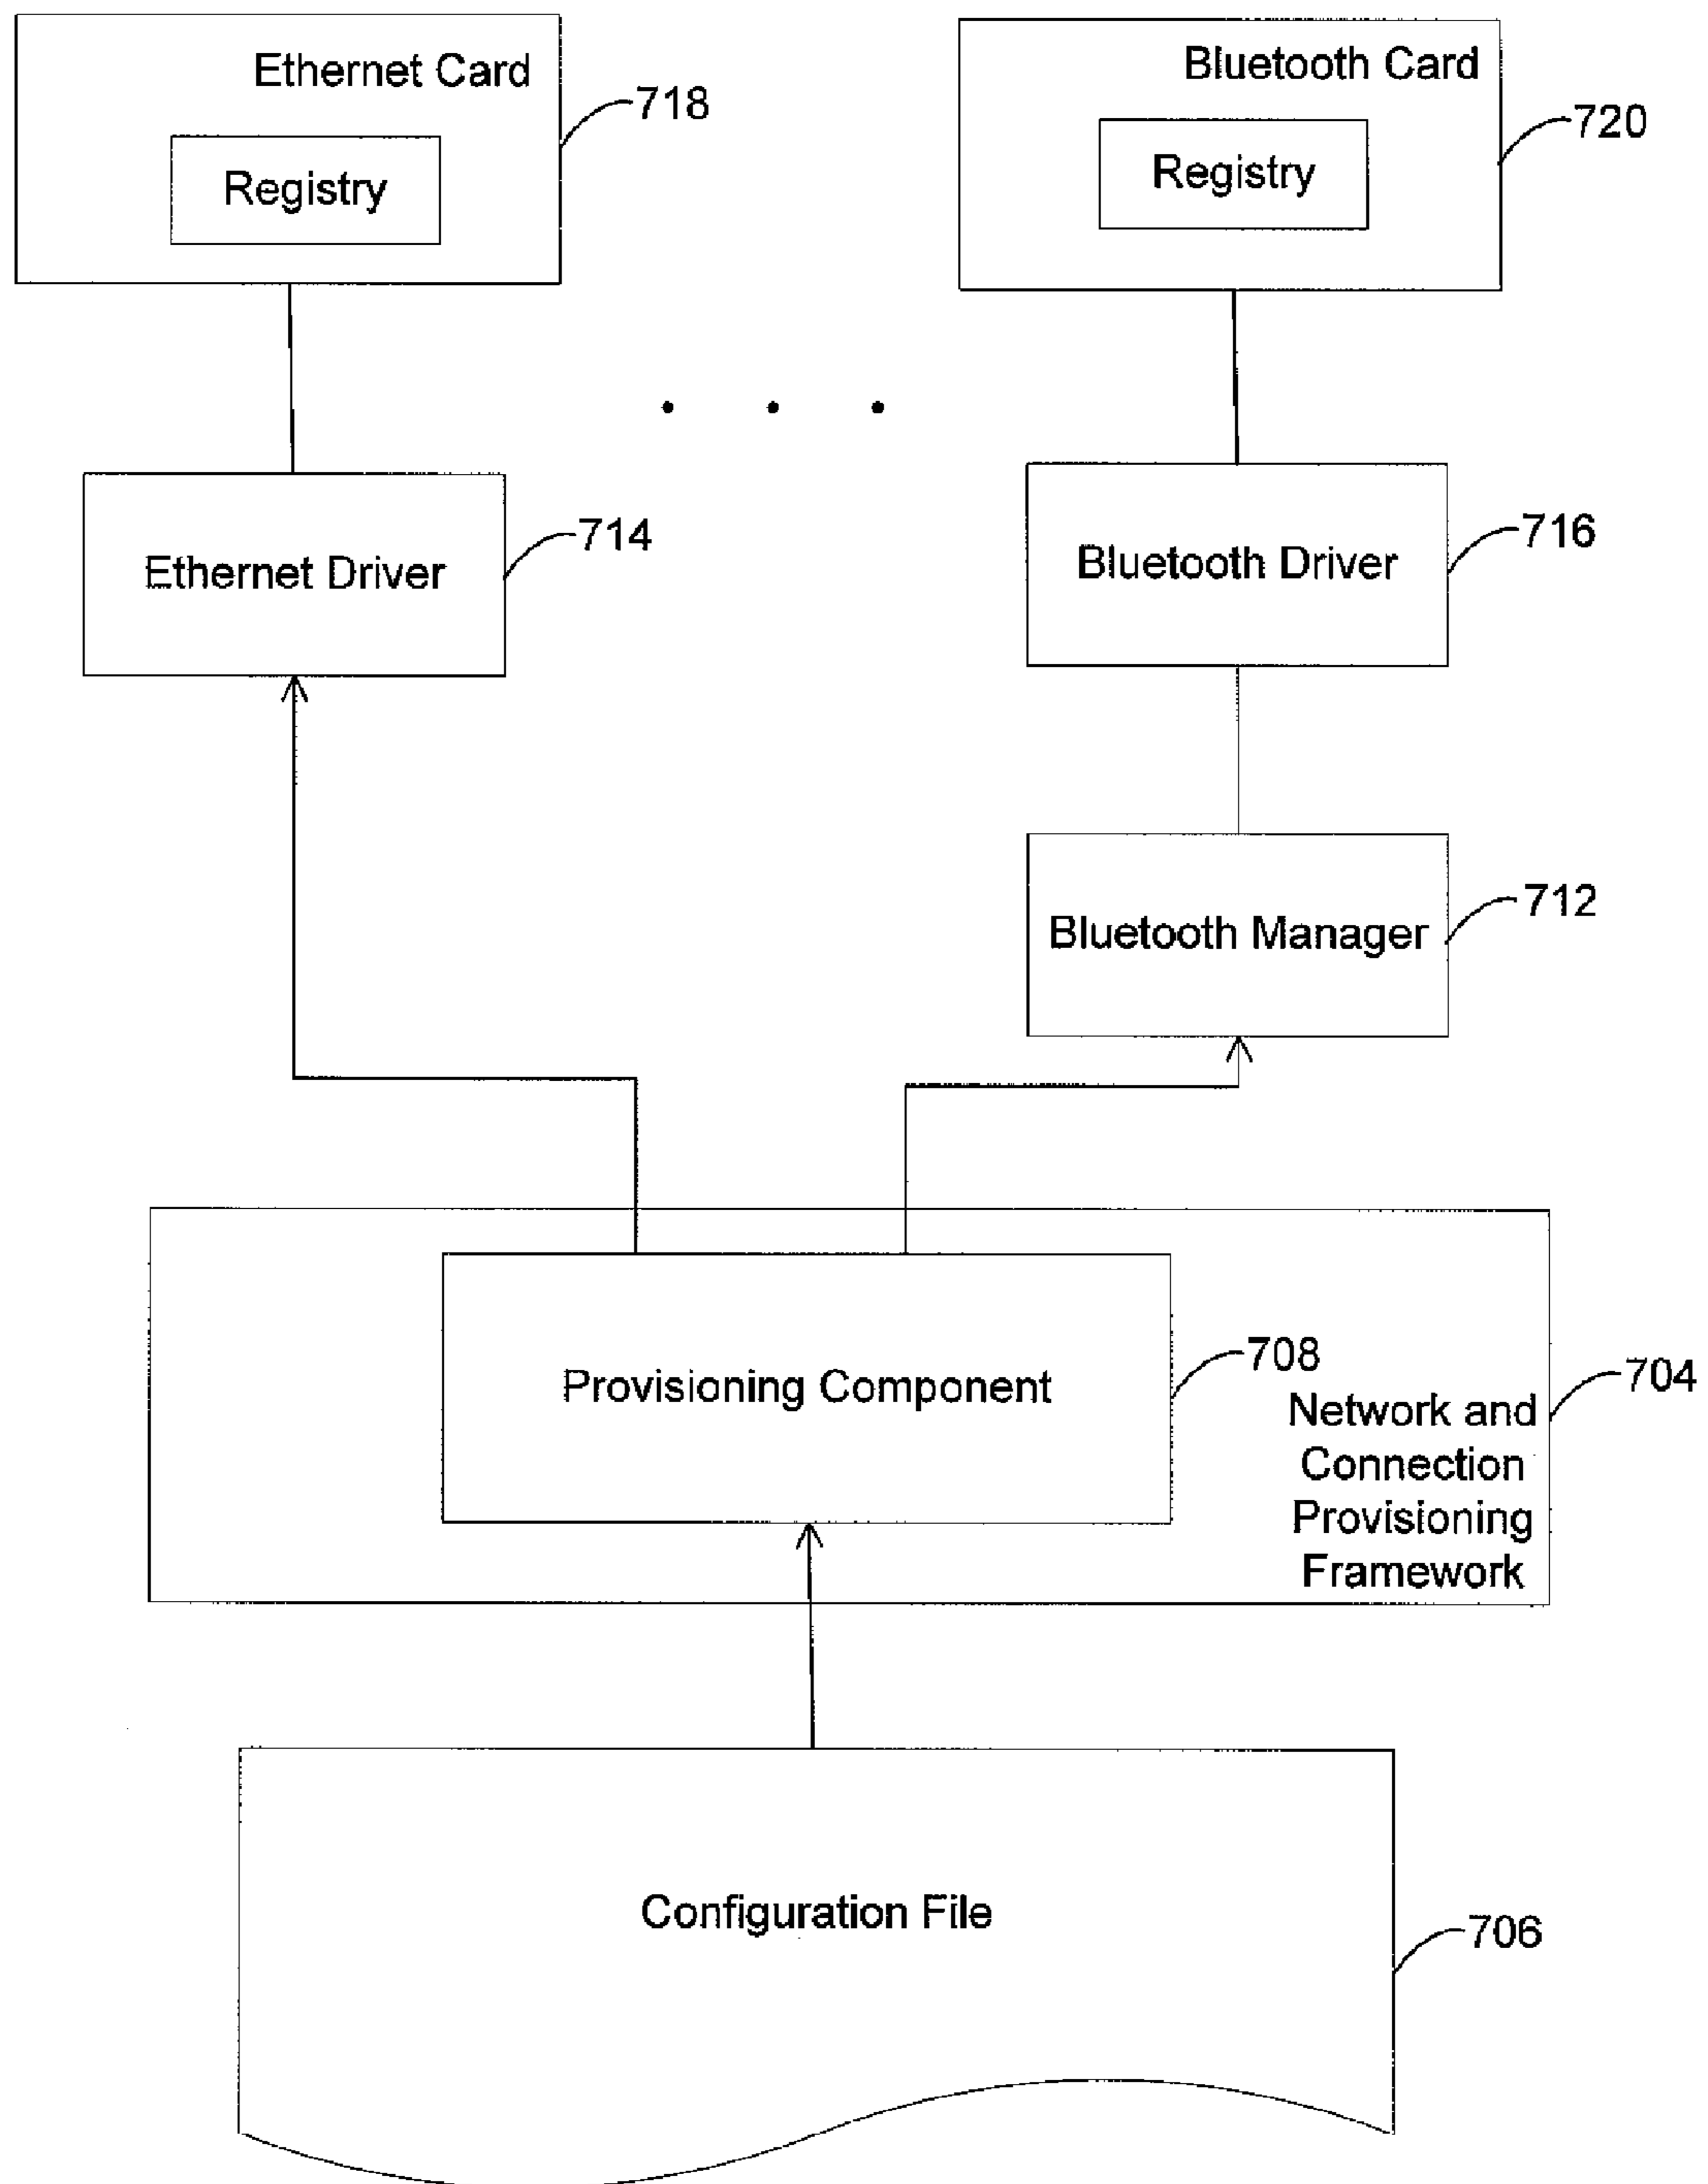 Ethernet Card
718
Registry
Bluetooth Card
720
Registry
Ethernet Driver
714
Bluetooth Driver
716
Bluetooth Manager
712
Provisioning Component
708
704
Network and
Connection
Provisioning
Framework
Configuration File
706